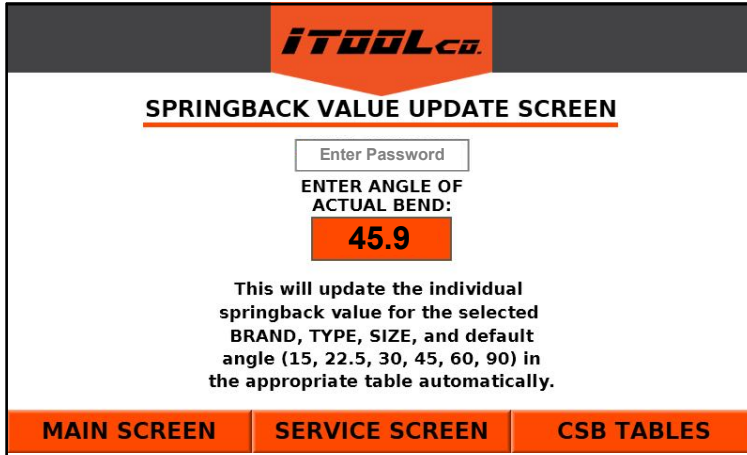 iTOOLco.
SPRINGBACK VALUE UPDATE SCREEN
Enter Password
ENTER ANGLE OF
ACTUAL BEND:
45.9
This will update the individual
springback value for the selected
BRAND, TYPE, SIZE, and default
angle (15, 22.5, 30, 45, 60, 90) in
the appropriate table automatically.
MAIN SCREEN SERVICE SCREEN CSB TABLES